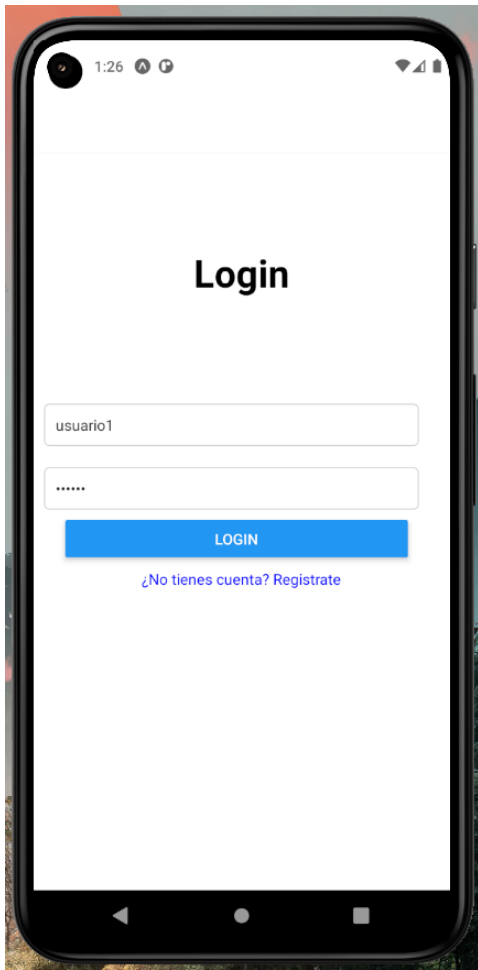 1:26
Login
usuario1
••••••
LOGIN
¿No tienes cuenta? Registrate